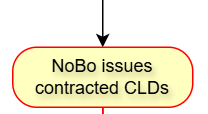 NoBo issues
contracted CLDs